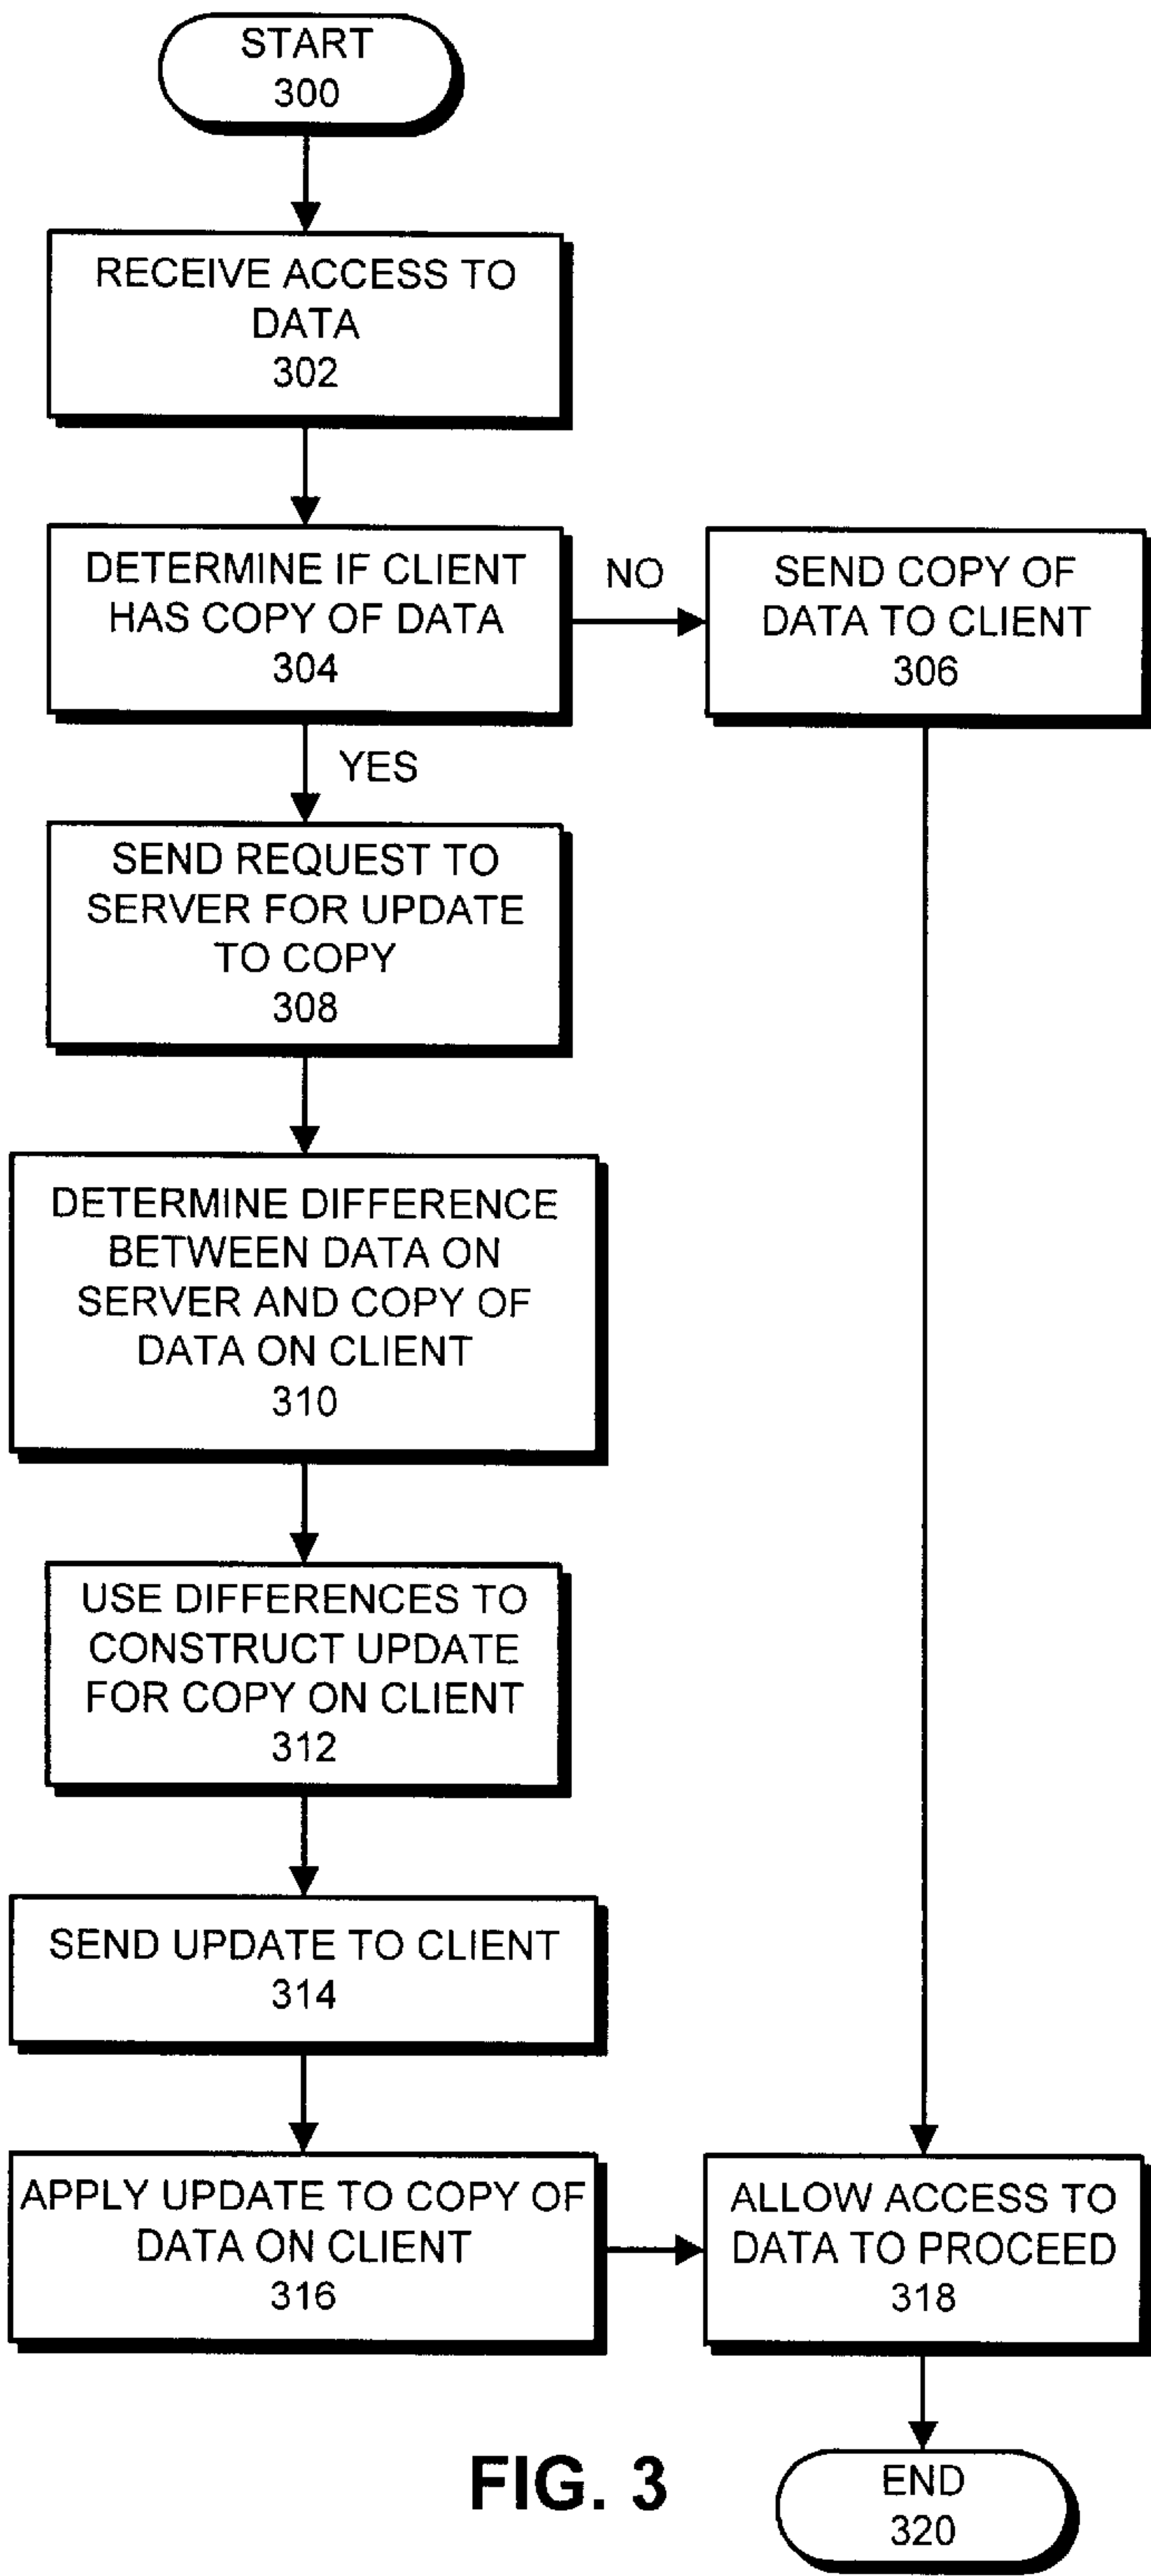 START
300
RECEIVE ACCESS TO
DATA
302
DETERMINE IF CLIENT
HAS COPY OF DATA
304
NO
SEND COPY OF
DATA TO CLIENT
306
YES
SEND REQUEST TO
SERVER FOR UPDATE
TO COPY
308
DETERMINE DIFFERENCE
BETWEEN DATA ON
SERVER AND COPY OF
DATA ON CLIENT
310
USE DIFFERENCES TO
CONSTRUCT UPDATE
FOR COPY ON CLIENT
312
SEND UPDATE TO CLIENT
314
APPLY UPDATE TO COPY OF
DATA ON CLIENT
316
ALLOW ACCESS TO
DATA TO PROCEED
318
END
320
FIG. 3